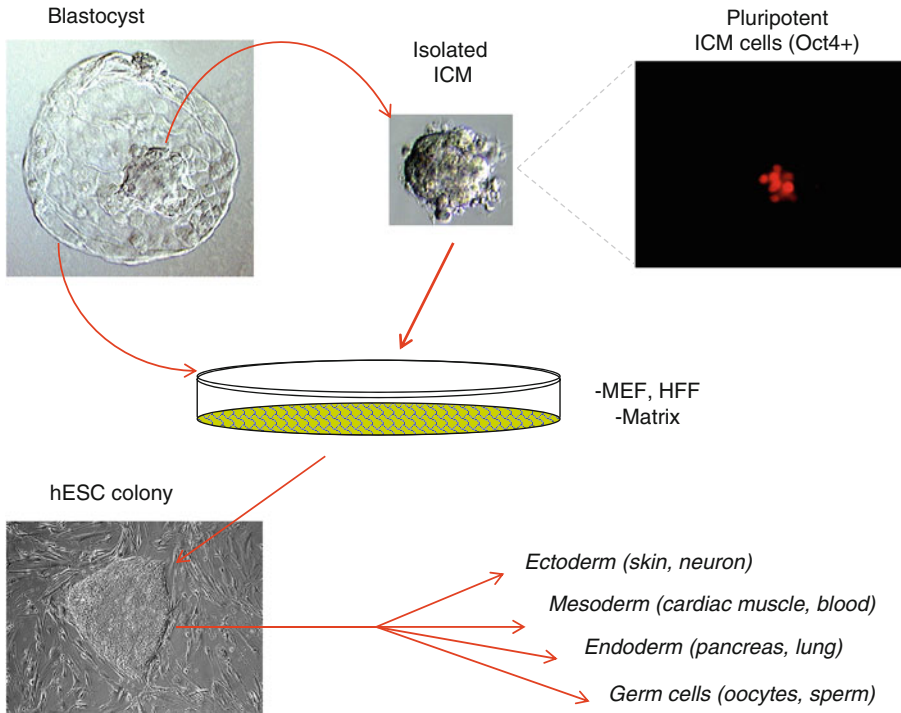 Blastocyst
Isolated
ICM
Pluripotent
ICM cells (Oct4+)
-MEF, HFF
-Matrix
hESC colony
Ectoderm (skin, neuron)
Mesoderm (cardiac muscle, blood)
Endoderm (pancreas, lung)
Germ cells (oocytes, sperm)